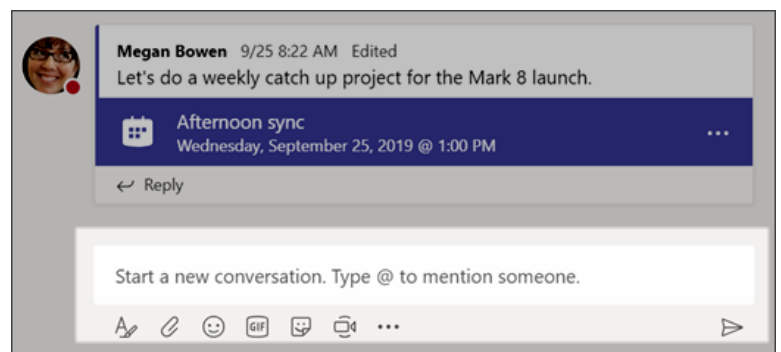 Megan Bowen 9/25 8:22 AM Edited
Let's do a weekly catch up project for the Mark 8 launch.
Afternoon sync
Wednesday, September 25, 2019 @ 1:00 PM
Reply
Start a new conversation. Type @ to mention someone.
GIF